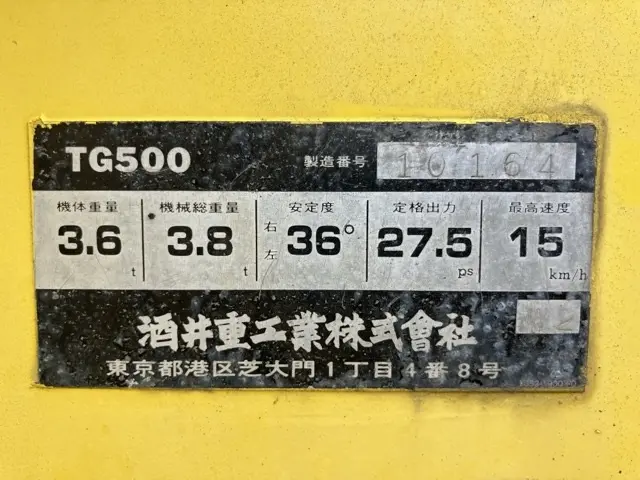 TG500 製造番号 10164
機体重量 機械総重量 安定度 定格出力 最高速度
3.6 t 3.8 t 右左 36° 27.5 ps 15 km/h
酒井重工業株式會社
東京都港区芝大門1丁目4番8号